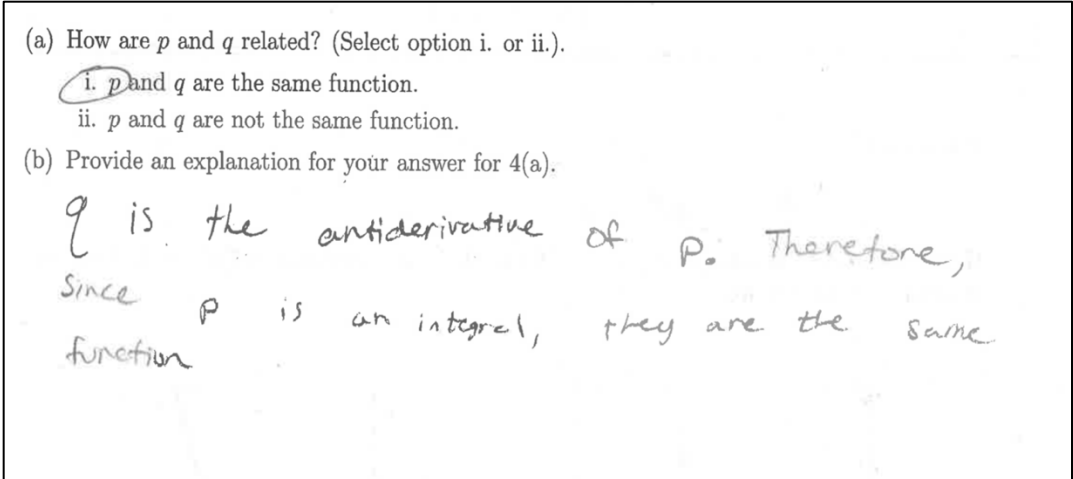 (a) How are p and q related? (Select option i. or ii.).
i. p and q are the same function.
ii. p and q are not the same function.
(b) Provide an explanation for your answer for 4(a).
q is the antiderivative of p. Therefore,
Since p is an integral, they are the same
function